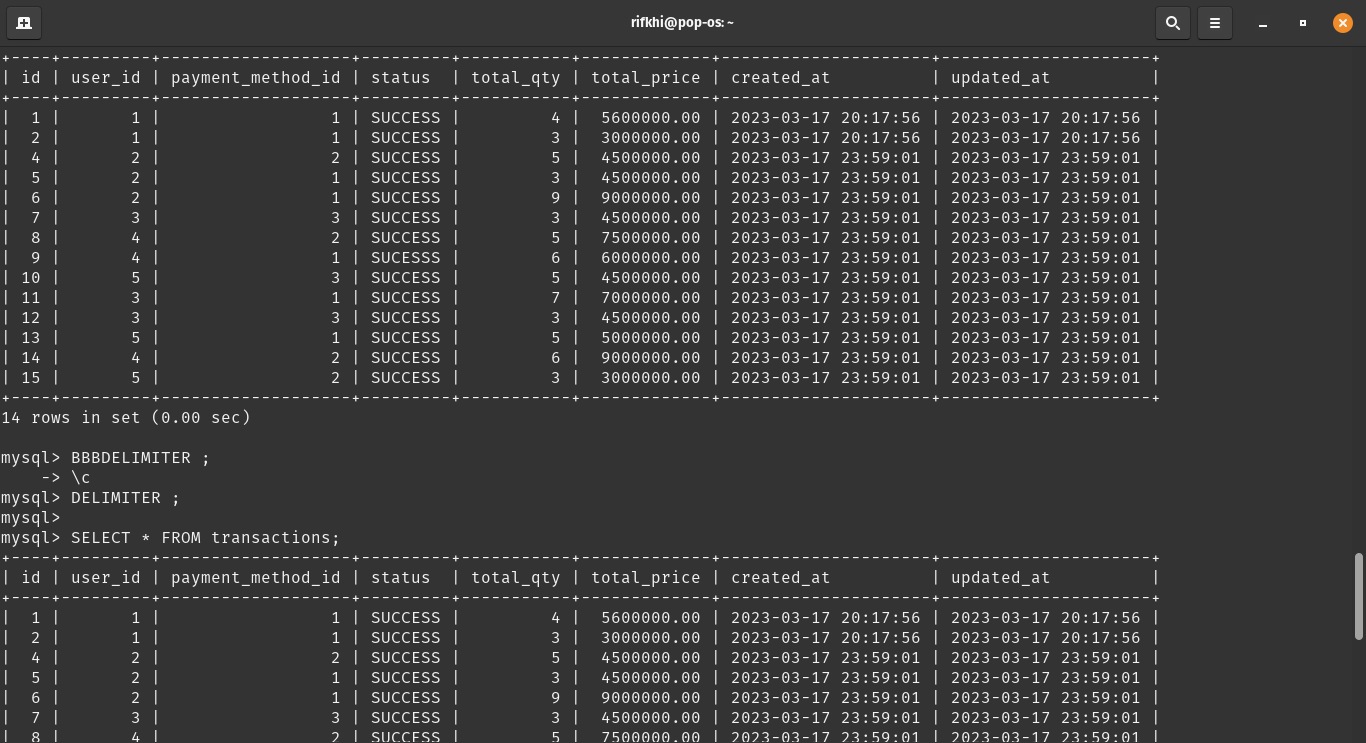 rifkhi@pop-os: ~
+----+---------+-------------------+---------+-----------+-------------+---------------------+---------------------+
| id | user_id | payment_method_id | status  | total_qty | total_price | created_at          | updated_at          |
+----+---------+-------------------+---------+-----------+-------------+---------------------+---------------------+
|  1 |       1 |                 1 | SUCCESS |         4 |  5600000.00 | 2023-03-17 20:17:56 | 2023-03-17 20:17:56 |
|  2 |       1 |                 1 | SUCCESS |         3 |  3000000.00 | 2023-03-17 20:17:56 | 2023-03-17 20:17:56 |
|  4 |       2 |                 2 | SUCCESS |         5 |  4500000.00 | 2023-03-17 23:59:01 | 2023-03-17 23:59:01 |
|  5 |       2 |                 1 | SUCCESS |         3 |  4500000.00 | 2023-03-17 23:59:01 | 2023-03-17 23:59:01 |
|  6 |       2 |                 1 | SUCCESS |         9 |  9000000.00 | 2023-03-17 23:59:01 | 2023-03-17 23:59:01 |
|  7 |       3 |                 3 | SUCCESS |         3 |  4500000.00 | 2023-03-17 23:59:01 | 2023-03-17 23:59:01 |
|  8 |       4 |                 2 | SUCCESS |         5 |  7500000.00 | 2023-03-17 23:59:01 | 2023-03-17 23:59:01 |
|  9 |       4 |                 1 | SUCESSS |         6 |  6000000.00 | 2023-03-17 23:59:01 | 2023-03-17 23:59:01 |
| 10 |       5 |                 3 | SUCCESS |         5 |  4500000.00 | 2023-03-17 23:59:01 | 2023-03-17 23:59:01 |
| 11 |       3 |                 1 | SUCCESS |         7 |  7000000.00 | 2023-03-17 23:59:01 | 2023-03-17 23:59:01 |
| 12 |       3 |                 3 | SUCCESS |         3 |  4500000.00 | 2023-03-17 23:59:01 | 2023-03-17 23:59:01 |
| 13 |       5 |                 1 | SUCCESS |         5 |  5000000.00 | 2023-03-17 23:59:01 | 2023-03-17 23:59:01 |
| 14 |       4 |                 2 | SUCCESS |         6 |  9000000.00 | 2023-03-17 23:59:01 | 2023-03-17 23:59:01 |
| 15 |       5 |                 2 | SUCCESS |         3 |  3000000.00 | 2023-03-17 23:59:01 | 2023-03-17 23:59:01 |
+----+---------+-------------------+---------+-----------+-------------+---------------------+---------------------+
14 rows in set (0.00 sec)
mysql> BBBDELIMITER ;
    -> \c
mysql> DELIMITER ;
mysql>
mysql> SELECT * FROM transactions;
+----+---------+-------------------+---------+-----------+-------------+---------------------+---------------------+
| id | user_id | payment_method_id | status  | total_qty | total_price | created_at          | updated_at          |
+----+---------+-------------------+---------+-----------+-------------+---------------------+---------------------+
|  1 |       1 |                 1 | SUCCESS |         4 |  5600000.00 | 2023-03-17 20:17:56 | 2023-03-17 20:17:56 |
|  2 |       1 |                 1 | SUCCESS |         3 |  3000000.00 | 2023-03-17 20:17:56 | 2023-03-17 20:17:56 |
|  4 |       2 |                 2 | SUCCESS |         5 |  4500000.00 | 2023-03-17 23:59:01 | 2023-03-17 23:59:01 |
|  5 |       2 |                 1 | SUCCESS |         3 |  4500000.00 | 2023-03-17 23:59:01 | 2023-03-17 23:59:01 |
|  6 |       2 |                 1 | SUCCESS |         9 |  9000000.00 | 2023-03-17 23:59:01 | 2023-03-17 23:59:01 |
|  7 |       3 |                 3 | SUCCESS |         3 |  4500000.00 | 2023-03-17 23:59:01 | 2023-03-17 23:59:01 |
|  8 |       4 |                 2 | SUCCESS |         5 |  7500000.00 | 2023-03-17 23:59:01 | 2023-03-17 23:59:01 |